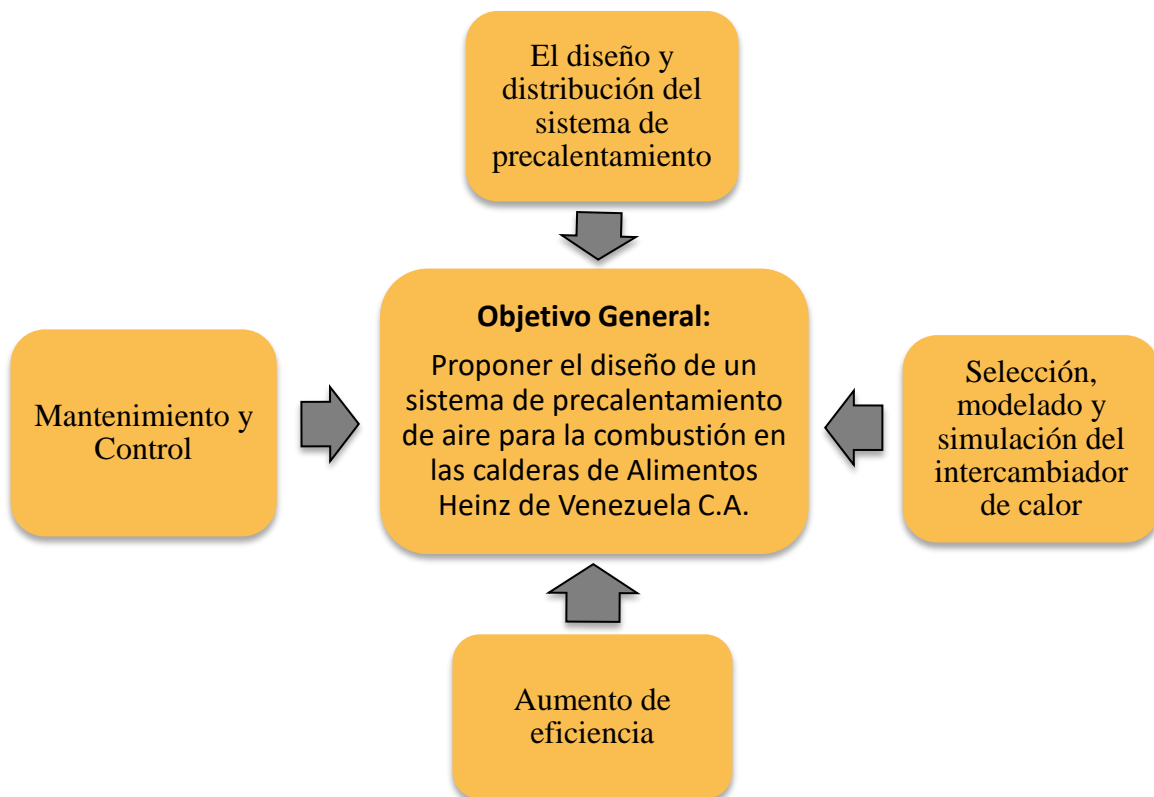 El diseño y
distribución del
sistema de
precalentamiento
Objetivo General:
Proponer el diseño de un
sistema de precalentamiento
de aire para la combustión en
las calderas de Alimentos
Heinz de Venezuela C.A.
Mantenimiento y
Control
Selección,
modelado y
simulación del
intercambiador
de calor
Aumento de
eficiencia